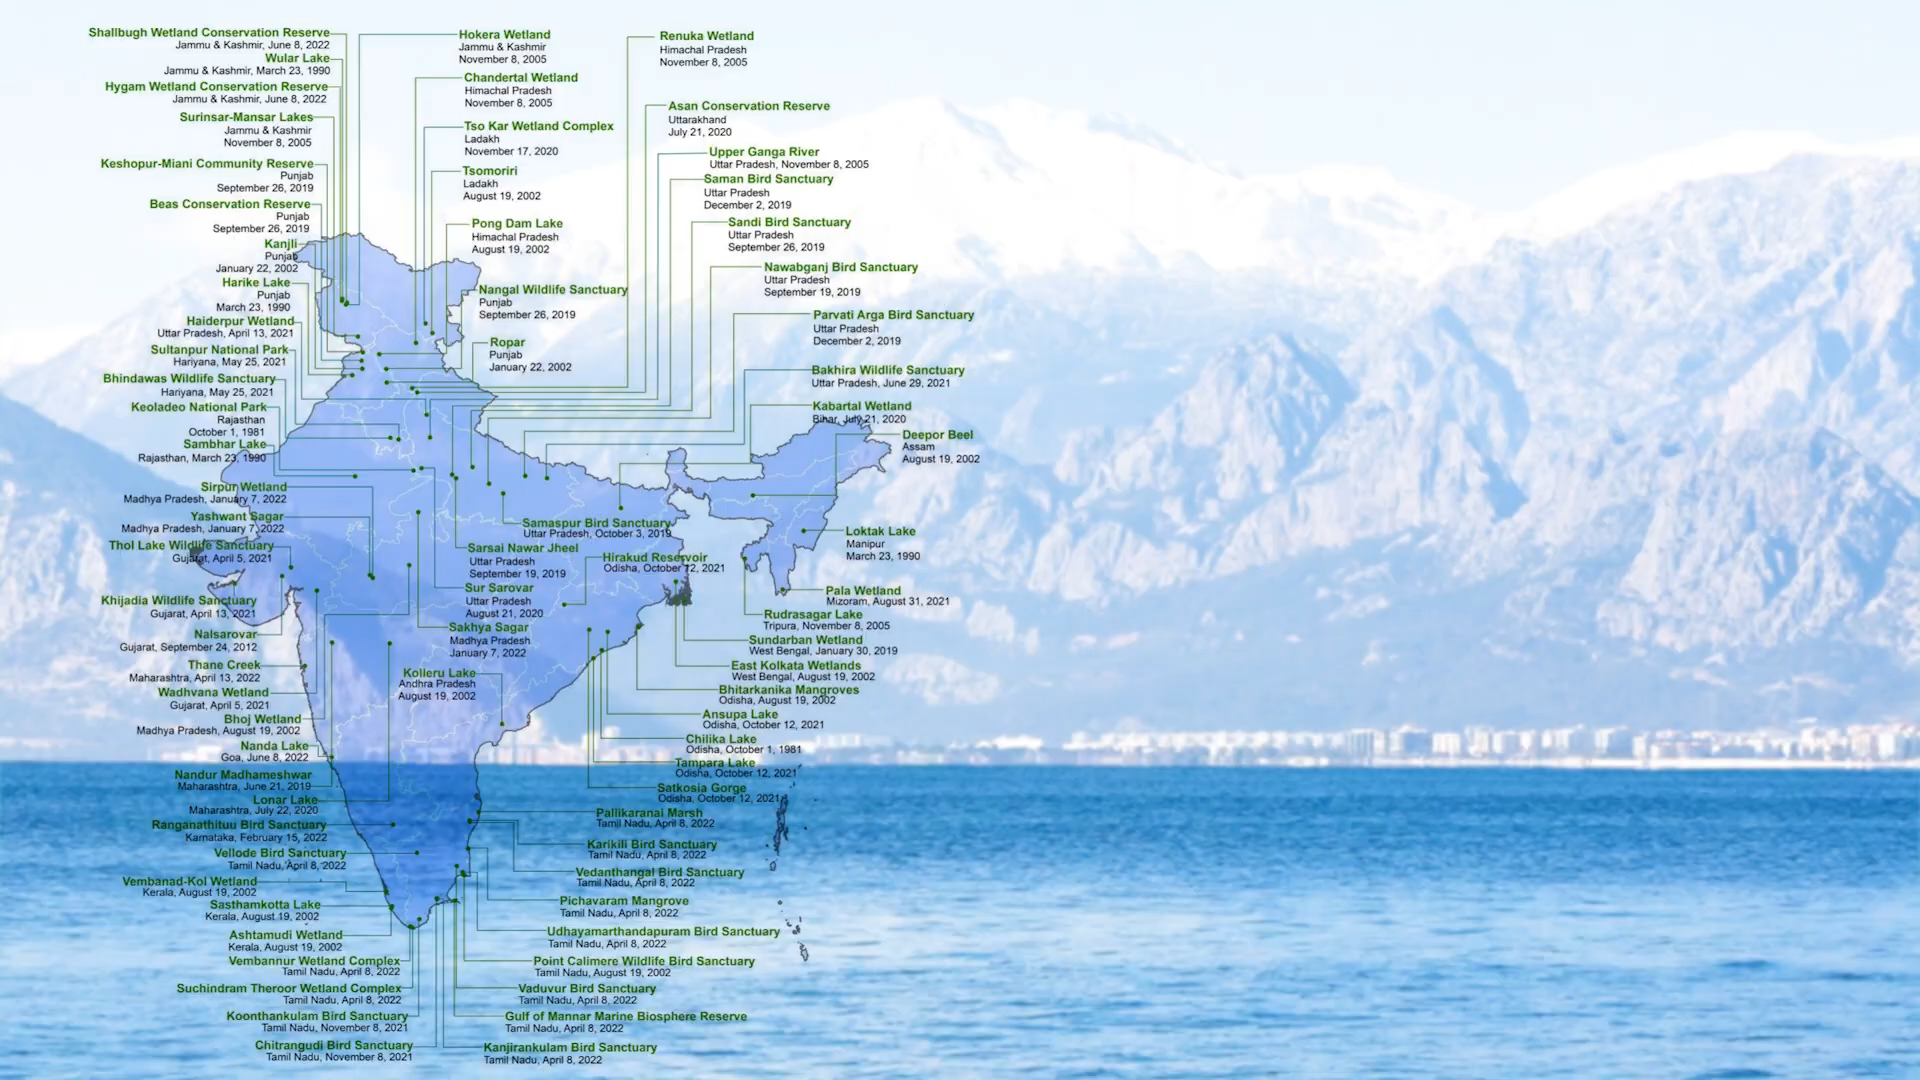 Shallbugh Wetland Conservation Reserve
Jammu & Kashmir, June 8, 2022
Wular Lake
Jammu & Kashmir, March 23, 1990
Hygam Wetland Conservation Reserve
Jammu & Kashmir, June 8, 2022
Surinsar-Mansar Lakes
Jammu & Kashmir
November 8, 2005
Keshopur-Miani Community Reserve
Punjab
September 26, 2019
Beas Conservation Reserve
Punjab
September 26, 2019
Kanjli
Punjab
January 22, 2002
Harike Lake
Punjab
March 23, 1990
Haiderpur Wetland
Uttar Pradesh, April 13, 2021
Sultanpur National Park
Hariyana, May 25, 2021
Bhindawas Wildlife Sanctuary
Hariyana, May 25, 2021
Keoladeo National Park
Rajasthan
October 1, 1981
Sambhar Lake
Rajasthan, March 23, 1990
Sirpur Wetland
Madhya Pradesh, January 7, 2022
Yashwant Sagar
Madhya Pradesh, January 7, 2022
Thol Lake Wildlife Sanctuary
Gujarat, April 5, 2021
Khijadia Wildlife Sanctuary
Gujarat, April 13, 2021
Nalsarovar
Gujarat, September 24, 2012
Thane Creek
Maharashtra, April 13, 2022
Wadhvana Wetland
Gujarat, April 5, 2021
Bhoj Wetland
Madhya Pradesh, August 19, 2002
Nanda Lake
Goa, June 8, 2022
Nandur Madhameshwar
Maharashtra, June 21, 2019
Lonar Lake
Maharashtra, July 22, 2020
Ranganathituu Bird Sanctuary
Karnataka, February 15, 2022
Vellode Bird Sanctuary
Tamil Nadu, April 8, 2022
Vembanad-Kol Wetland
Kerala, August 19, 2002
Sasthamkotta Lake
Kerala, August 19, 2002
Ashtamudi Wetland
Kerala, August 19, 2002
Vembannur Wetland Complex
Tamil Nadu, April 8, 2022
Suchindram Theroor Wetland Complex
Tamil Nadu, April 8, 2022
Koonthankulam Bird Sanctuary
Tamil Nadu, November 8, 2021
Chitrangudi Bird Sanctuary
Tamil Nadu, November 8, 2021
Hokera Wetland
Jammu & Kashmir
November 8, 2005
Chandertal Wetland
Himachal Pradesh
November 8, 2005
Tso Kar Wetland Complex
Ladakh
November 17, 2020
Tsomoriri
Ladakh
August 19, 2002
Pong Dam Lake
Himachal Pradesh
August 19, 2002
Nangal Wildlife Sanctuary
Punjab
September 26, 2019
Ropar
Punjab
January 22, 2002
Renuka Wetland
Himachal Pradesh
November 8, 2005
Asan Conservation Reserve
Uttarakhand
July 21, 2020
Upper Ganga River
Uttar Pradesh, November 8, 2005
Saman Bird Sanctuary
Uttar Pradesh
December 2, 2019
Sandi Bird Sanctuary
Uttar Pradesh
September 26, 2019
Nawabganj Bird Sanctuary
Uttar Pradesh
September 19, 2019
Parvati Arga Bird Sanctuary
Uttar Pradesh
December 2, 2019
Bakhira Wildlife Sanctuary
Uttar Pradesh, June 29, 2021
Kabartal Wetland
Bihar, July 21, 2020
Deepor Beel
Assam
August 19, 2002
Samaspur Bird Sanctuary
Uttar Pradesh, October 3, 2019
Sarsai Nawar Jheel
Uttar Pradesh
September 19, 2019
Hirakud Reservoir
Odisha, October 12, 2021
Sur Sarovar
Uttar Pradesh
August 21, 2020
Sakhya Sagar
Madhya Pradesh
January 7, 2022
Kolleru Lake
Andhra Pradesh
August 19, 2002
Loktak Lake
Manipur
March 23, 1990
Pala Wetland
Mizoram, August 31, 2021
Rudrasagar Lake
Tripura, November 8, 2005
Sundarban Wetland
West Bengal, January 30, 2019
East Kolkata Wetlands
West Bengal, August 19, 2002
Bhitarkanika Mangroves
Odisha, August 19, 2002
Ansupa Lake
Odisha, October 12, 2021
Chilika Lake
Odisha, October 1, 1981
Tampara Lake
Odisha, October 12, 2021
Satkosia Gorge
Odisha, October 12, 2021
Pallikaranai Marsh
Tamil Nadu, April 8, 2022
Karikili Bird Sanctuary
Tamil Nadu, April 8, 2022
Vedanthangal Bird Sanctuary
Tamil Nadu, April 8, 2022
Pichavaram Mangrove
Tamil Nadu, April 8, 2022
Udhayamarthandapuram Bird Sanctuary
Tamil Nadu, April 8, 2022
Point Calimere Wildlife Bird Sanctuary
Tamil Nadu, August 19, 2002
Vaduvur Bird Sanctuary
Tamil Nadu, April 8, 2022
Gulf of Mannar Marine Biosphere Reserve
Tamil Nadu, April 8, 2022
Kanjirankulam Bird Sanctuary
Tamil Nadu, April 8, 2022